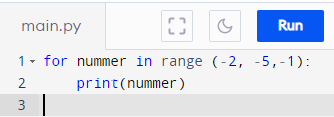 main.py
Run
1 for nummer in range (-2, -5,-1):
2     print(nummer)
3